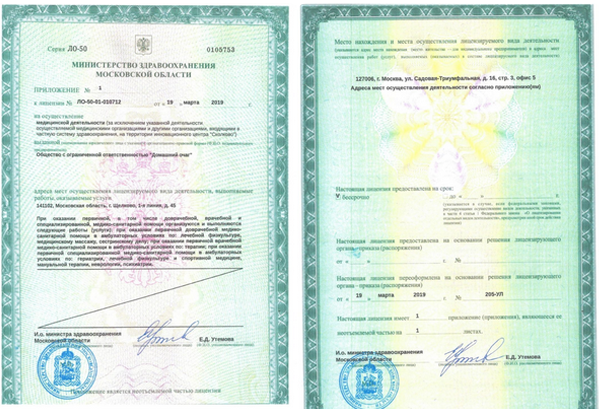 Серия ЛО-50
0105753
МИНИСТЕРСТВО ЗДРАВООХРАНЕНИЯ
МОСКОВСКОЙ ОБЛАСТИ
ПРИЛОЖЕНИЕ № 1
к лицензии № ЛО-50-01-010712 от « 19 » марта 2019 г.
на осуществление
медицинской деятельности (за исключением указанной деятельности,
осуществляемой медицинскими организациями и другими организациями, входящими в
частную систему здравоохранения, на территории инновационного центра "Сколково")
Общество с ограниченной ответственностью "Домашний очаг"
адреса мест осуществления лицензируемого вида деятельности, выполняемые
работы, оказываемые услуги
141102, Московская область, г. Щелково, 1-я линия, д. 45
При оказании первичной, в том числе доврачебной, врачебной и
специализированной, медико-санитарной помощи организуются и выполняются
следующие работы (услуги): при оказании первичной доврачебной медико-
санитарной помощи в амбулаторных условиях по: лечебной физкультуре,
медицинскому массажу, сестринскому делу; при оказании первичной врачебной
медико-санитарной помощи в амбулаторных условиях по: терапии; при оказании
первичной специализированной медико-санитарной помощи в амбулаторных
условиях по: гериатрии, лечебной физкультуре и спортивной медицине,
мануальной терапии, неврологии, психиатрии.
И.о. министра здравоохранения
Московской области
Е.Д. Утемова
Приложение является неотъемлемой частью лицензии
Место нахождения и места осуществления лицензируемого вида деятельности
127006, г. Москва, ул. Садовая-Триумфальная, д. 16, стр. 3, офис 5
Адреса мест осуществления деятельности согласно приложению(ям)
Настоящая лицензия предоставлена на срок:
V бессрочно до « » г.
Настоящая лицензия предоставлена на основании решения лицензирующего
органа - приказа (распоряжения)
от « » г. №
Настоящая лицензия переоформлена на основании решения лицензирующего
органа - приказа (распоряжения)
от « 19 » марта 2019 г. № 205-УЛ
Настоящая лицензия имеет 1 приложение (приложения), являющееся ее
неотъемлемой частью на 1 листах.
И.о. министра здравоохранения
Московской области
Е.Д. Утемова